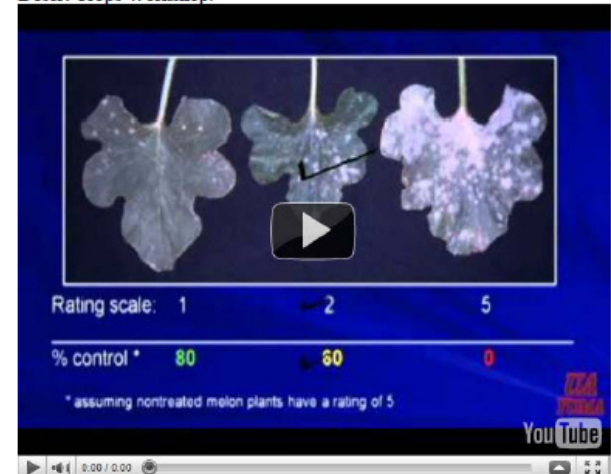 Rating scale: 1 2 5
% control * 80 60 0
* assuming nontreated melon plants have a rating of 5
YouTube
0:00 / 0:00